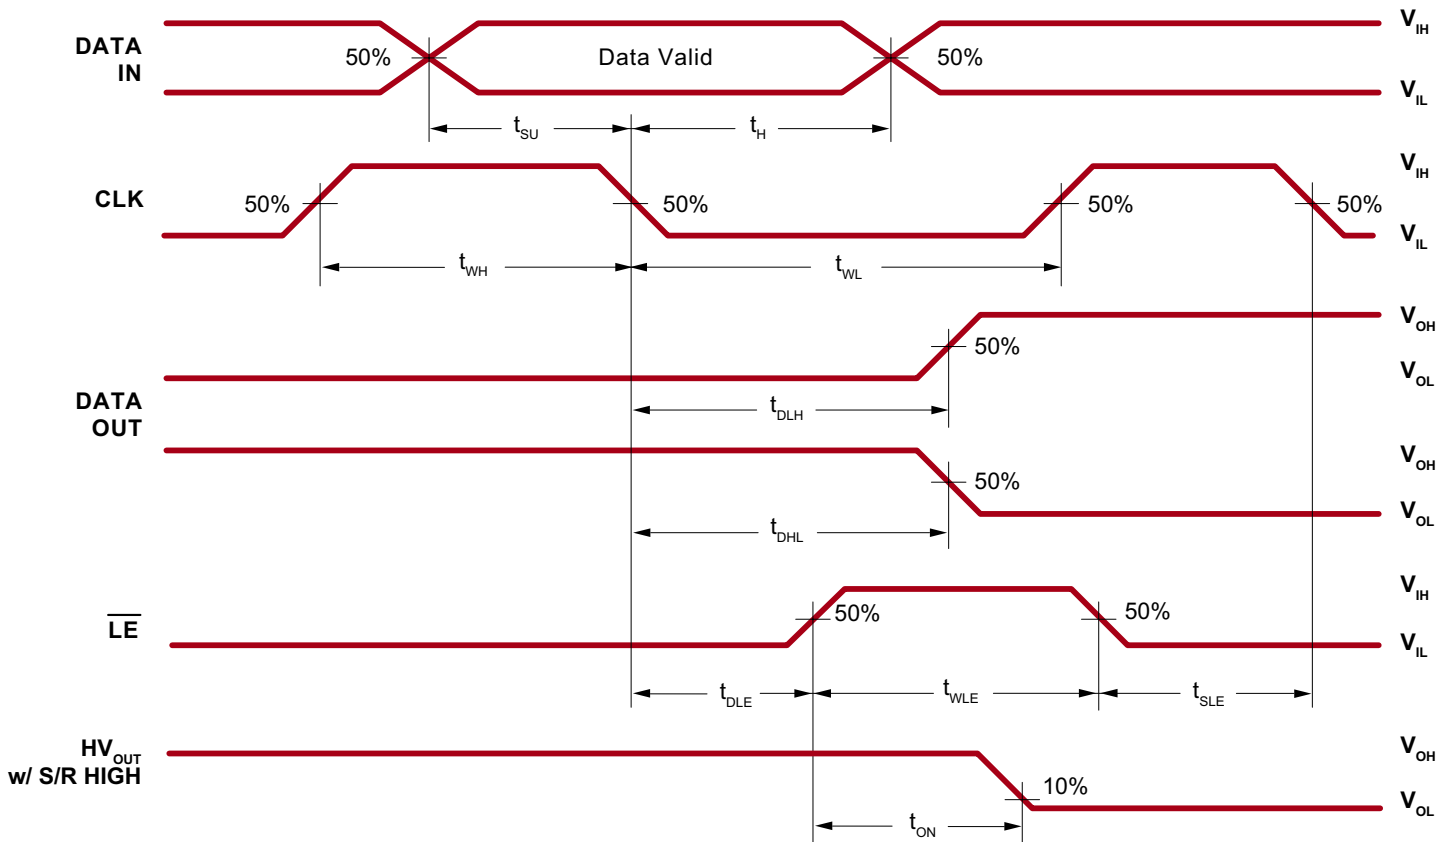 DATA
IN
50%
Data Valid
50%
V_IH
V_IL
t_SU
t_H
CLK
50%
50%
50%
50%
V_IH
V_IL
t_WH
t_WL
DATA
OUT
50%
V_OH
V_OL
t_DLH
50%
V_OH
V_OL
t_DHL
LE
50%
50%
V_IH
V_IL
t_DLE
t_WLE
t_SLE
HV_OUT
w/ S/R HIGH
10%
V_OH
V_OL
t_ON